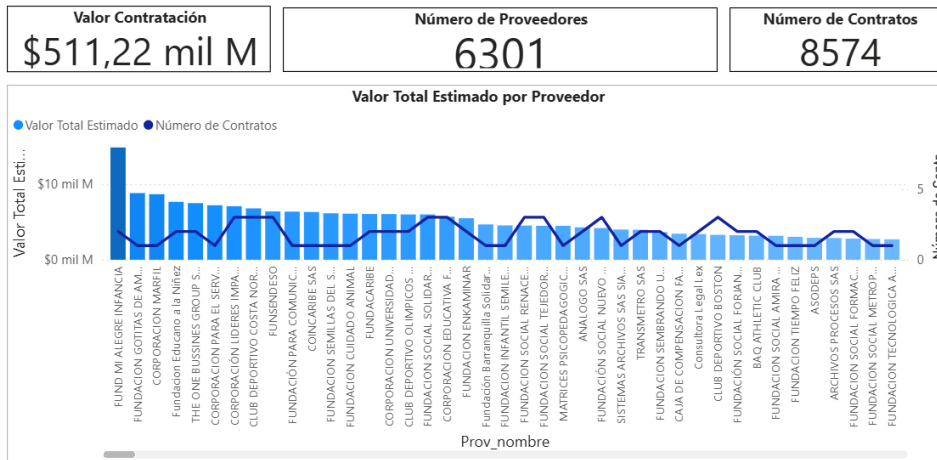 Valor Contratación
$511,22 mil M
Número de Proveedores
6301
Número de Contratos
8574
Valor Total Estimado por Proveedor
Valor Total Estimado
Número de Contratos
Valor Total Esti...
$10 mil M
$0 mil M
5
0
Número de
FUND MI ALEGRE INFANCIA
FUNDACION GOTITAS DE AM...
CORPORACION MARFIL
Fundacion Educano a la Niñez
THE ONE BUSSINES GROUP S...
CORPORACION PARA EL SERV...
CORPORACIÓN LIDERES IMPA...
CLUB DEPORTIVO COSTA NOR...
FUNSENDESO
FUNDACIÓN PARA COMUNIC...
COINCARIBE SAS
FUNDACION SEMILLAS DEL S...
FUNDACION CUIDADO ANIMAL
FUNDACARIBE
CORPORACION UNIVERSIDAD...
CLUB DEPORTIVO OLIMPICOS ...
FUNDACION SOCIAL SOLIDAR...
CORPORACION EDUCATIVA F...
FUNDACION ENKAMINAR
Fundación Barranquilla Solidar...
FUNDACION INFANTIL SEMILE...
FUNDACION SOCIAL RENACE...
FUNDACION SOCIAL TEJEDOR...
MATRICES PSICOPEDAGOGIC...
ANALOGO SAS
FUNDACIÓN SOCIAL NUEVO ...
SISTEMAS ARCHIVOS SAS SIA...
TRANSMETRO SAS
FUNDACION SEMBRANDO U...
CAJA DE COMPENSACION FA...
Consultora Legal Lex
CLUB DEPORTIVO BOSTON
FUNDACIÓN SOCIAL FORJAN...
BAQ ATHLETIC CLUB
FUNDACION SOCIAL AMIRA ...
FUNDACION TIEMPO FELIZ
ASODEPS
ARCHIVOS PROCESOS SAS
FUNDACION SOCIAL FORMAC...
FUNDACION SOCIAL METROP...
FUNDACION TECNOLOGICA A...
Prov_nombre